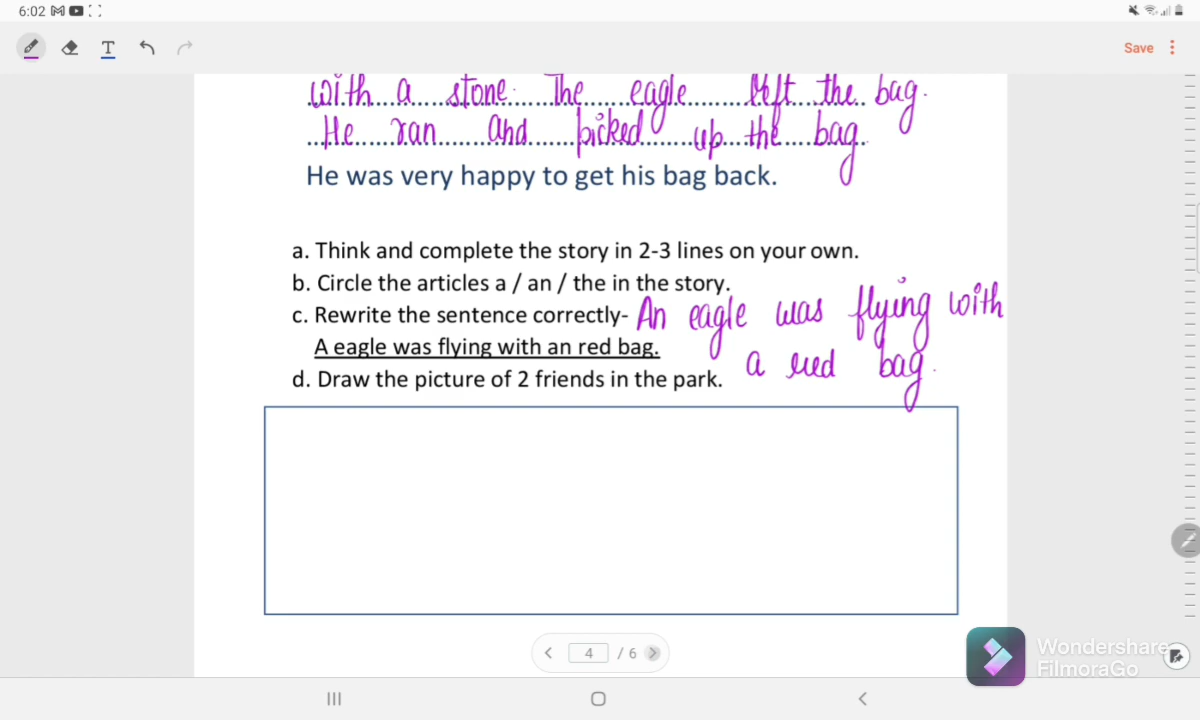 6:02
T
Save
with a stone. The eagle left the bag.
He ran and picked up the bag.
He was very happy to get his bag back.
a. Think and complete the story in 2-3 lines on your own.
b. Circle the articles a / an / the in the story.
c. Rewrite the sentence correctly- An eagle was flying with
A eagle was flying with an red bag. a red bag.
d. Draw the picture of 2 friends in the park.
4 / 6
Wondershare
FilmoraGo